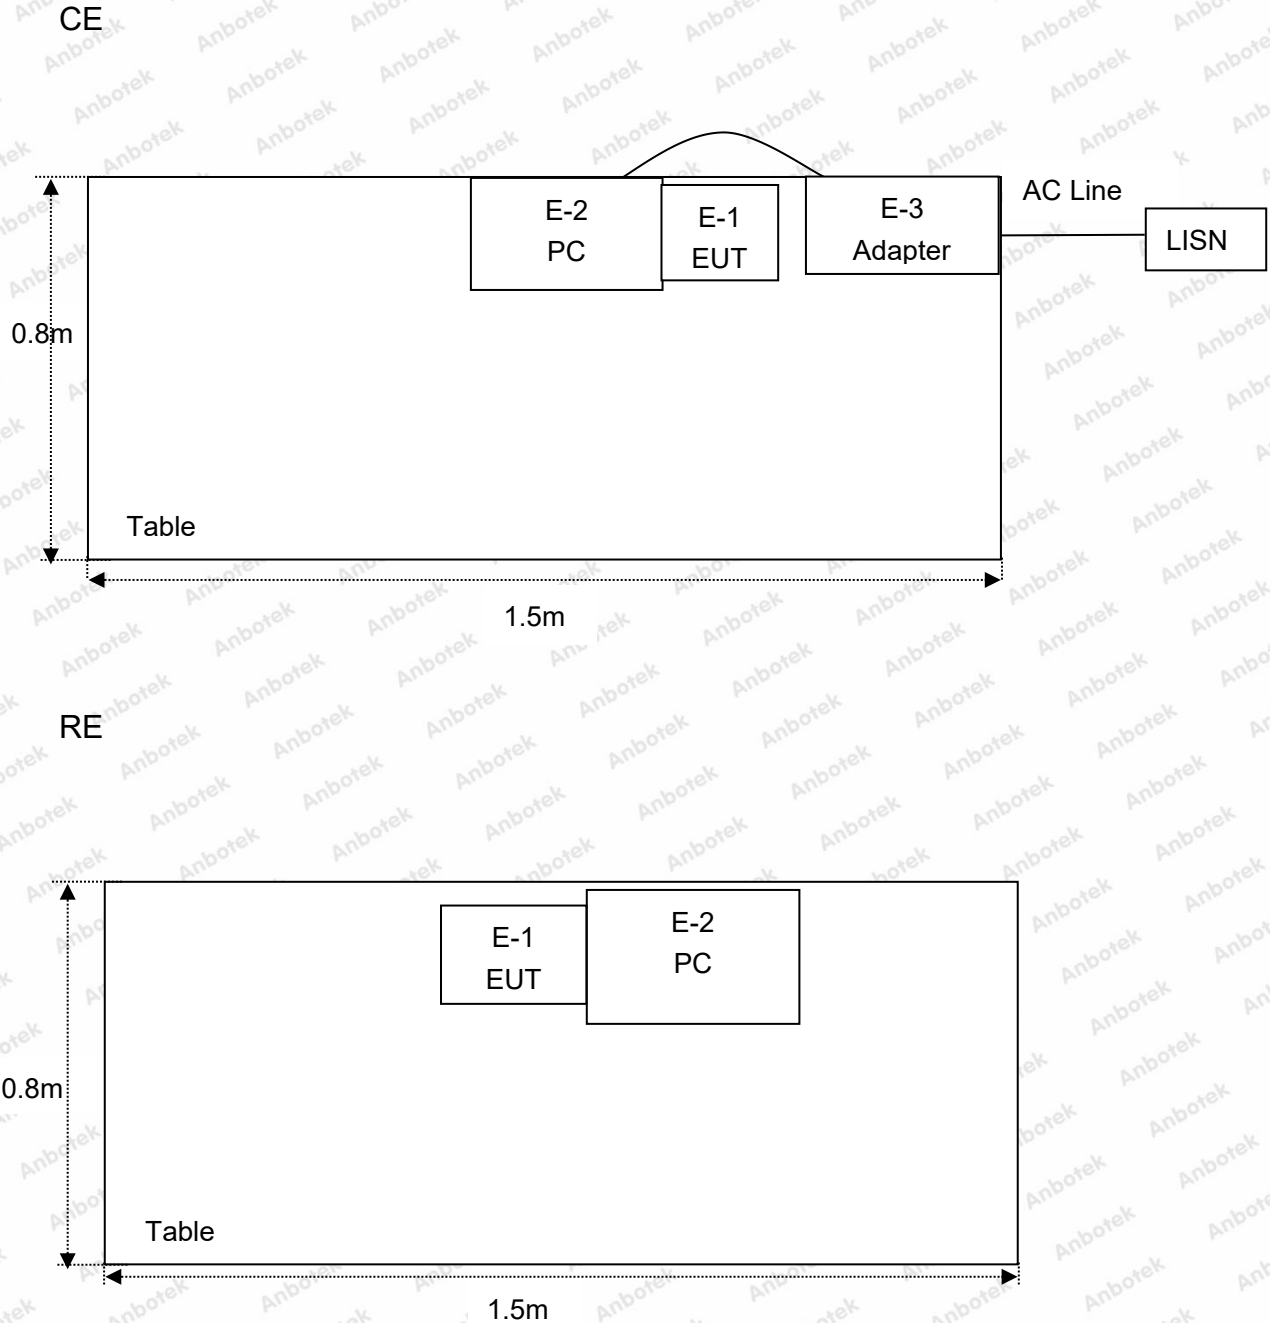 CE
E-2
PC
E-1
EUT
E-3
Adapter
AC Line
LISN
0.8m
Table
1.5m
RE
E-1
EUT
E-2
PC
0.8m
Table
1.5m
Anbotek